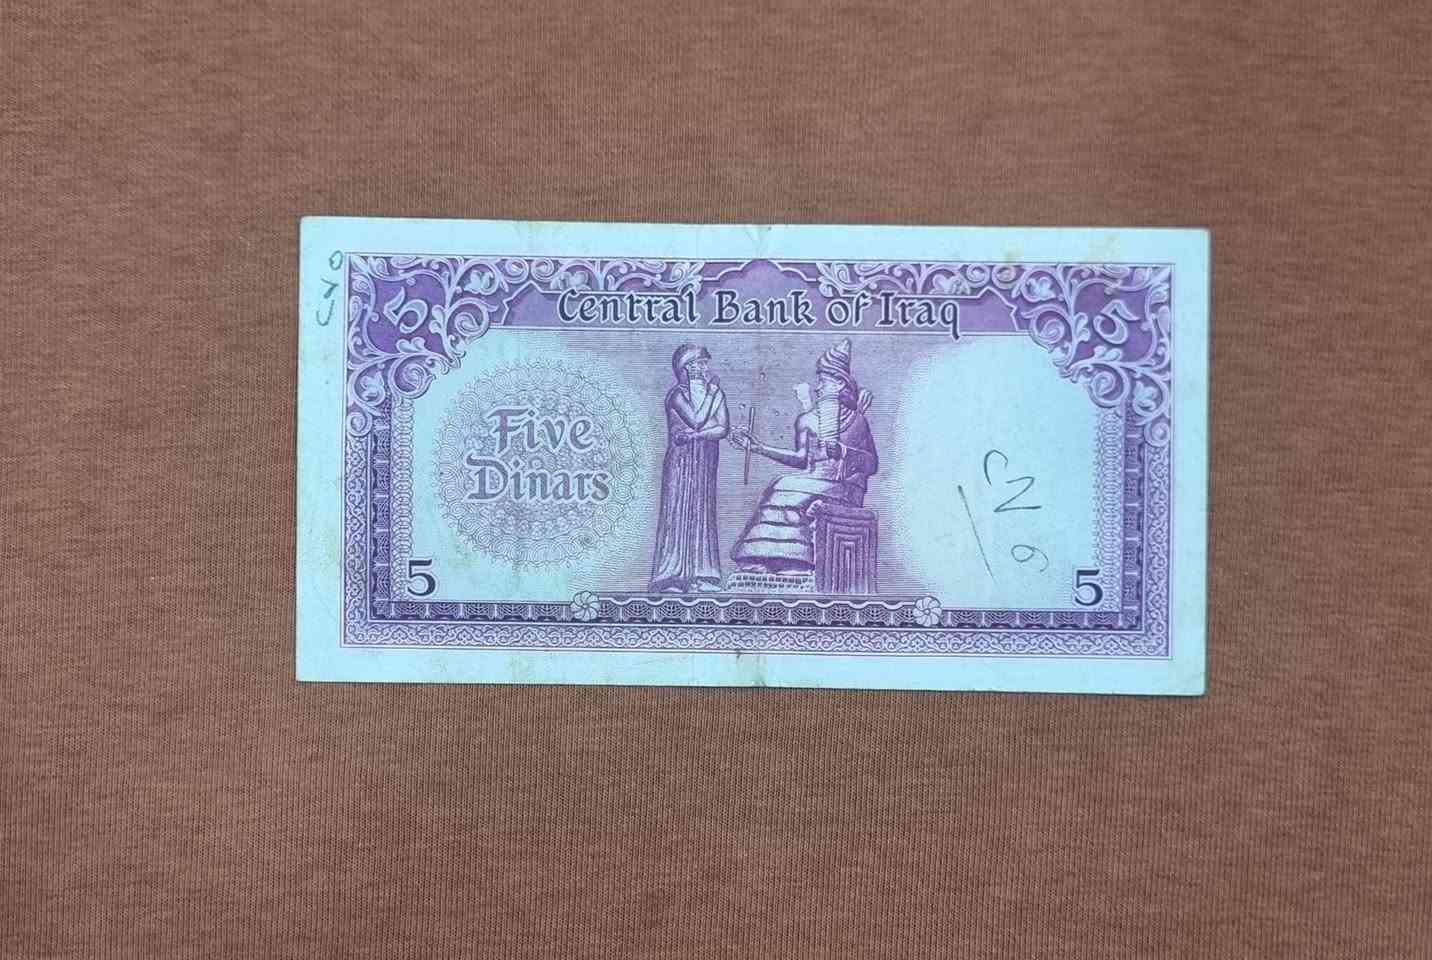 5 Central Bank of Iraq 5
Five
Dinars
5 5